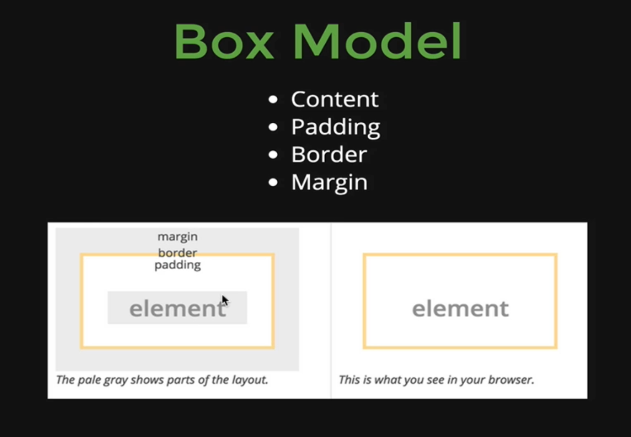 Box Model
• Content
• Padding
• Border
• Margin
margin
border
padding
element
The pale gray shows parts of the layout.
element
This is what you see in your browser.